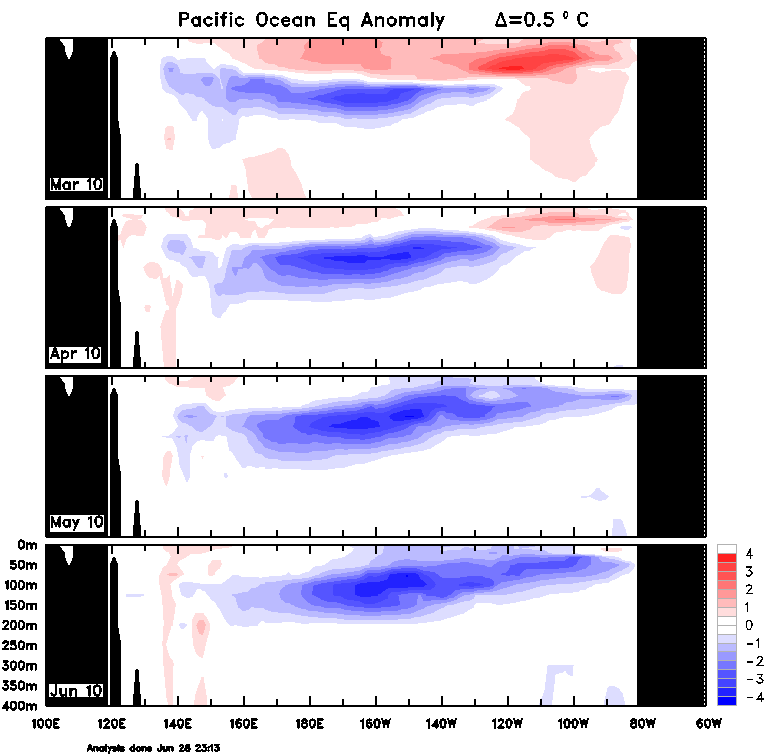 Pacific Ocean Eq Anomaly Δ=0.5 ° C
Mar 10
Apr 10
May 10
0m
50m
100m
150m
200m
250m
300m
350m
400m
Jun 10
4
3
2
1
0
-1
-2
-3
-4
100E 120E 140E 160E 180E 160W 140W 120W 100W 80W 60W
Analysis done Jun 26 23:13